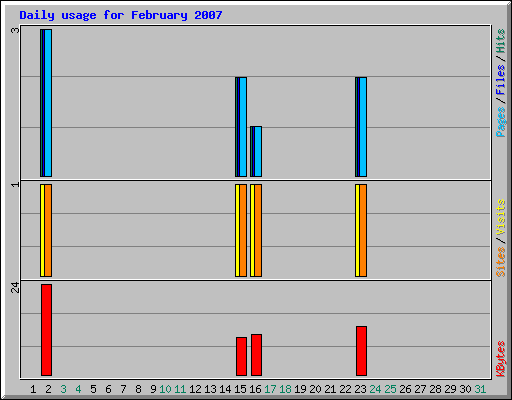 Daily usage for February 2007
3
Pages / Files / Hits
1
Sites / Visits
24
KBytes
1 2 3 4 5 6 7 8 9 10 11 12 13 14 15 16 17 18 19 20 21 22 23 24 25 26 27 28 29 30 31